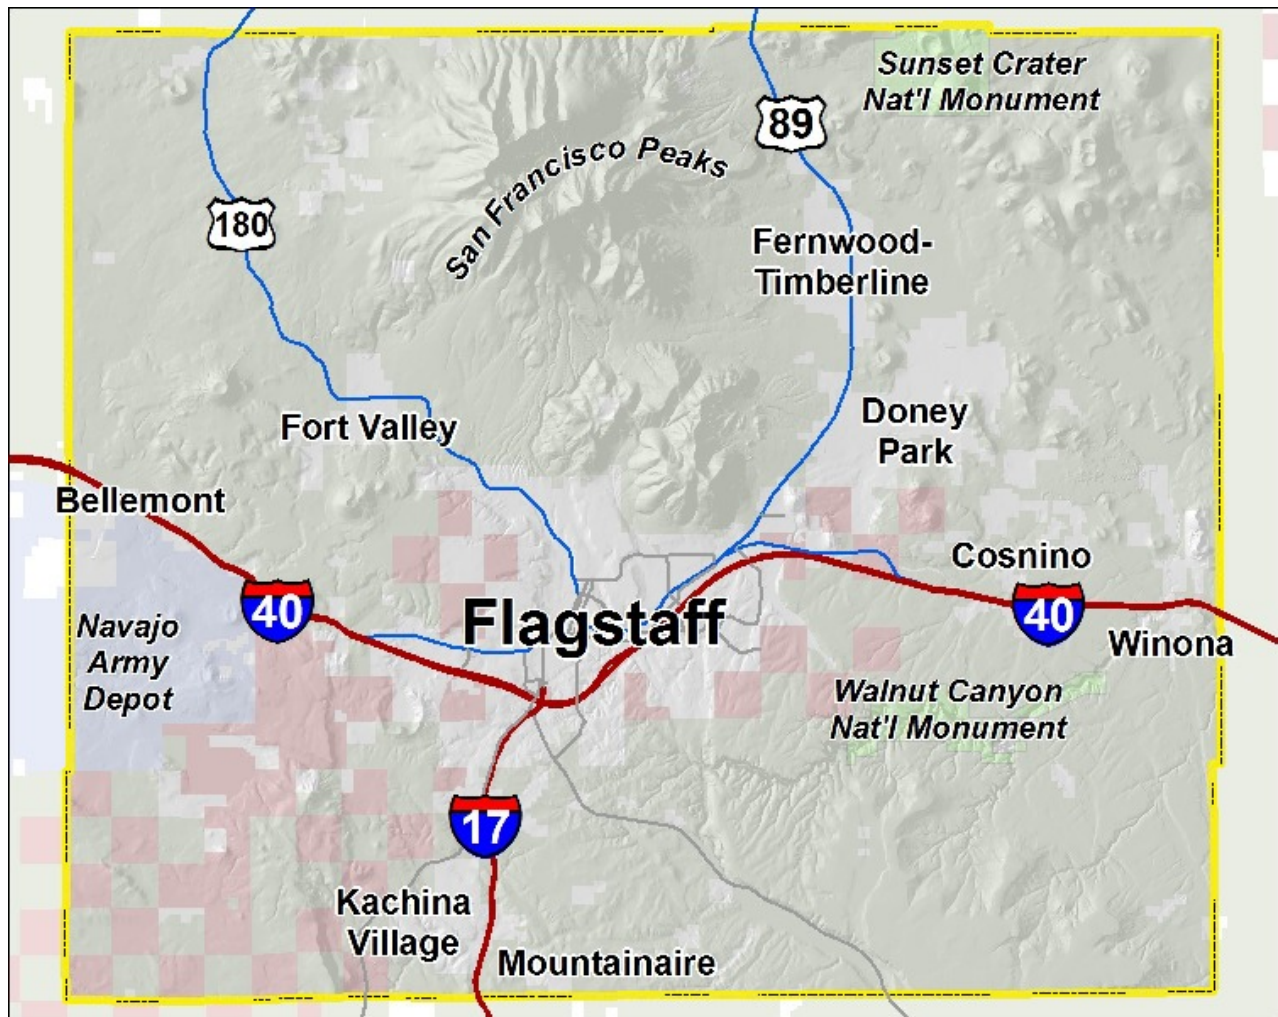 Sunset Crater
Nat'l Monument
89
San Francisco Peaks
180
Fernwood-
Timberline
Doney
Park
Fort Valley
Bellemont
Cosnino
40
40
Flagstaff
Navajo
Army
Depot
Winona
Walnut Canyon
Nat'l Monument
17
Kachina
Village
Mountainaire